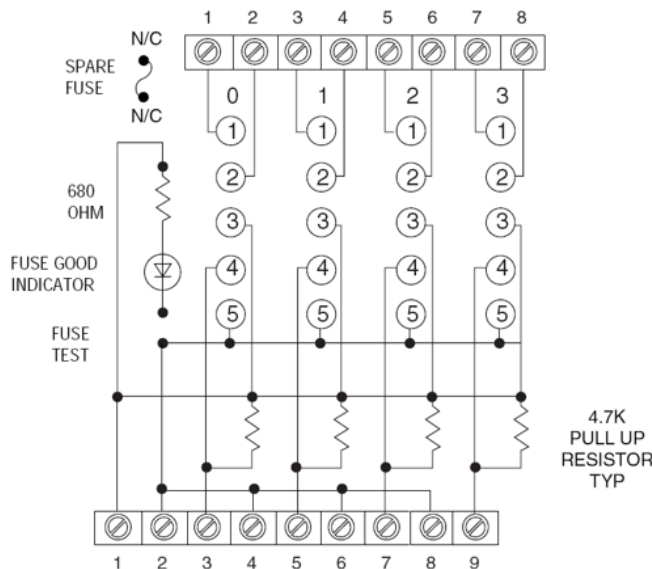 1 2 3 4 5 6 7 8
N/C
SPARE
FUSE
N/C
0 1 2 3
1 1 1 1
2 2 2 2
680
OHM
3 3 3 3
FUSE GOOD
INDICATOR
4 4 4 4
5 5 5 5
FUSE
TEST
4.7K
PULL UP
RESISTOR
TYP
1 2 3 4 5 6 7 8 9